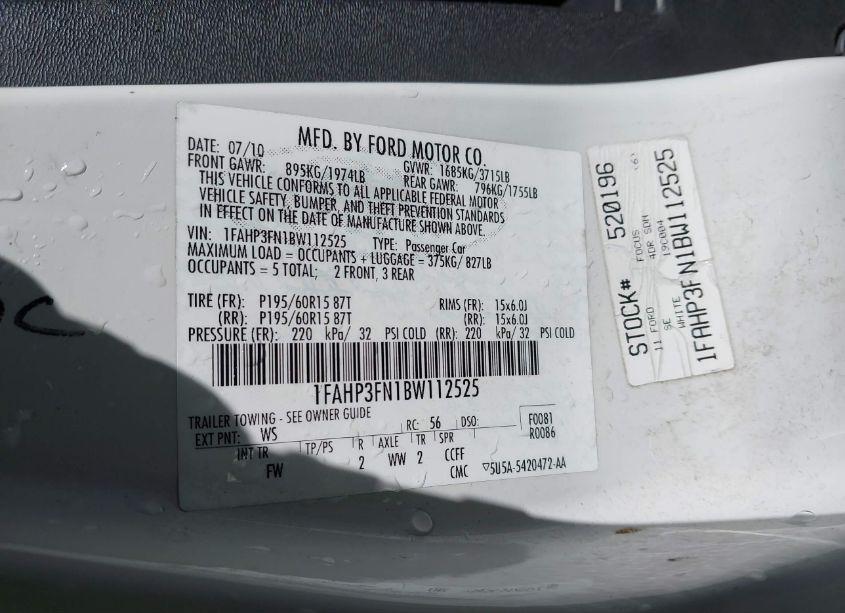 MFD. BY FORD MOTOR CO.
DATE: 07/10 GVWR: 1685KG/3715LB
FRONT GAWR: 895KG/1974LB REAR GAWR: 796KG/1755LB
THIS VEHICLE CONFORMS TO ALL APPLICABLE FEDERAL MOTOR
VEHICLE SAFETY, BUMPER, AND THEFT PREVENTION STANDARDS
IN EFFECT ON THE DATE OF MANUFACTURE SHOWN ABOVE.
VIN: 1FAHP3FN1BW112525 TYPE: Passenger Car
MAXIMUM LOAD = OCCUPANTS + LUGGAGE = 375KG/ 827LB
OCCUPANTS = 5 TOTAL; 2 FRONT, 3 REAR
TIRE (FR): P195/60R15 87T RIMS (FR): 15x6.0J
(RR): P195/60R15 87T (RR): 15x6.0J
PRESSURE (FR): 220 kPa/ 32 PSI COLD (RR): 220 kPa/ 32 PSI COLD
1FAHP3FN1BW112525
TRAILER TOWING - SEE OWNER GUIDE
EXT PNT: WS RC: 56 DSO: F0081
R0086
INT TR TP/PS R AXLE TR SPR
FW 2 WW 2 CCFF
CMC 5U5A-5420472-AA
STOCK# 520196
11 FORD FOCUS (6)
SE 4DR SDN
WHITE 19C004
1FAHP3FN1BW112525